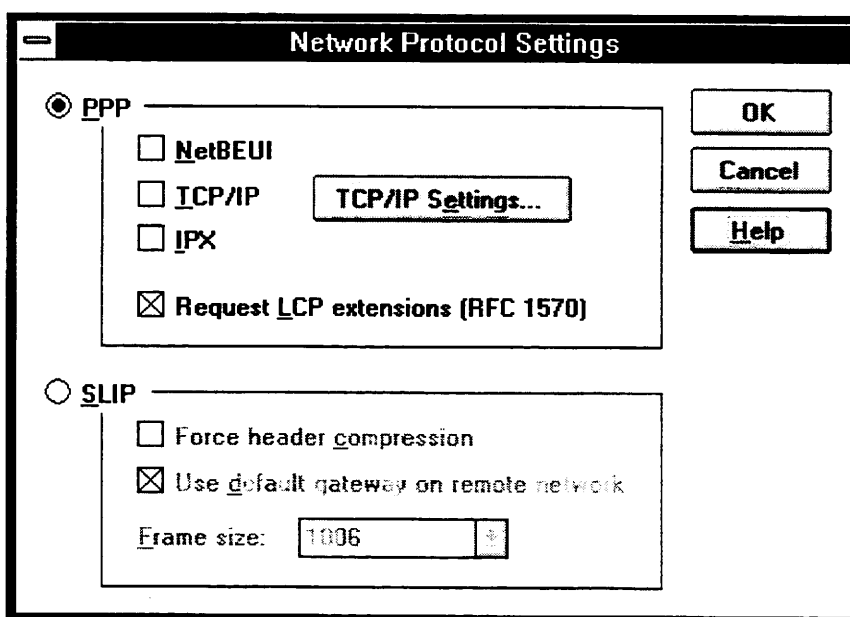 Network Protocol Settings
PPP
OK
NetBEUI
Cancel
TCP/IP
TCP/IP Settings...
IPX
Help
Request LCP extensions (RFC 1570)
SLIP
Force header compression
Use default gateway on remote network
Frame size:
1006